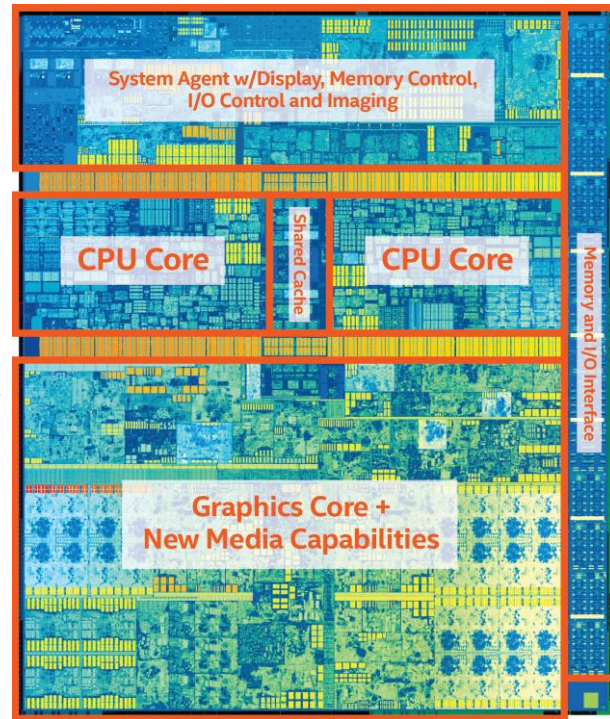 System Agent w/Display, Memory Control,
I/O Control and Imaging
CPU Core
Shared Cache
CPU Core
Memory and I/O Interface
Graphics Core +
New Media Capabilities